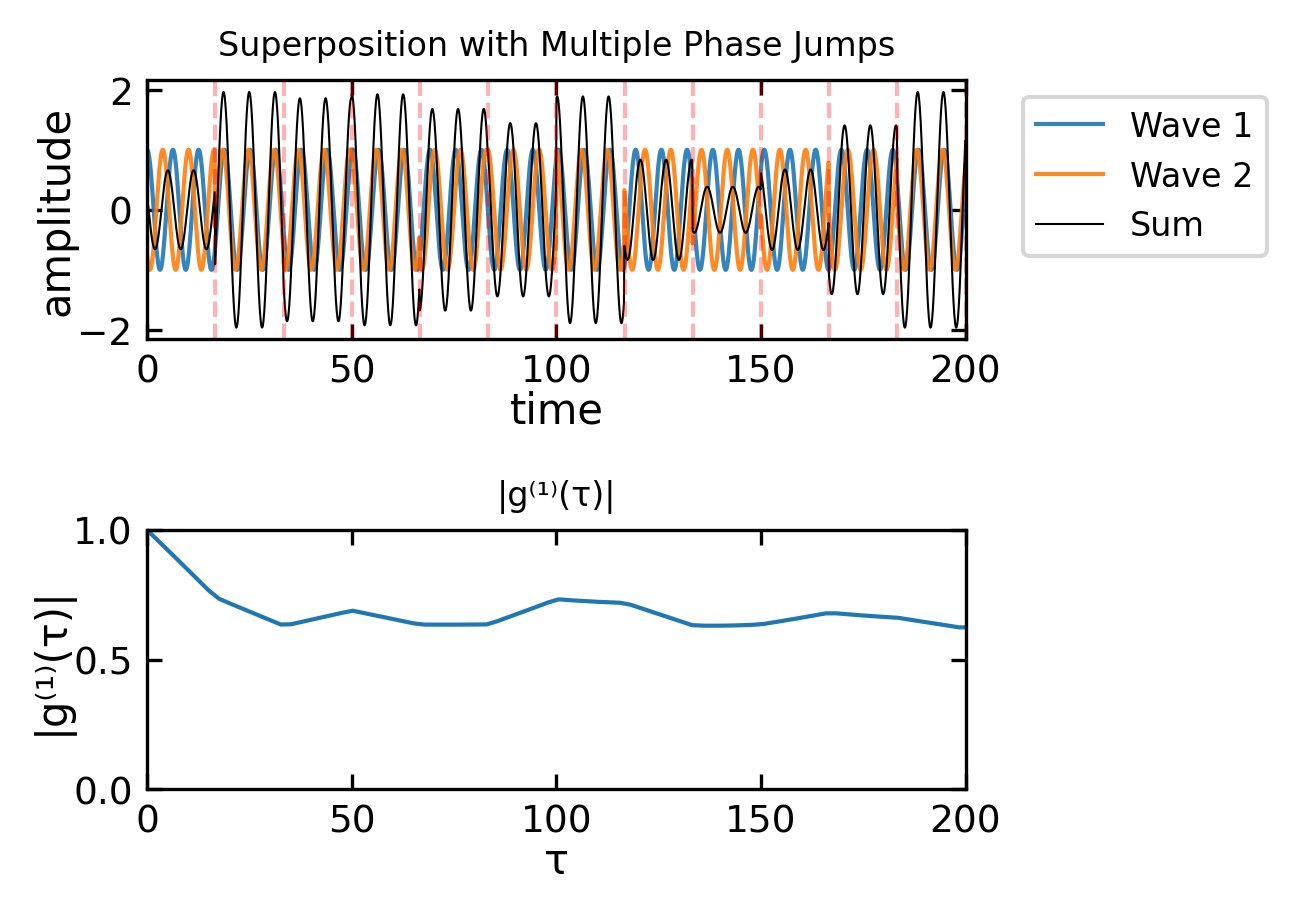 Superposition with Multiple Phase Jumps
amplitude
2
0
−2
0
50
100
150
200
time
Wave 1
Wave 2
Sum
|g⁽¹⁾(τ)|
|g⁽¹⁾(τ)|
1.0
0.5
0.0
0
50
100
150
200
τ